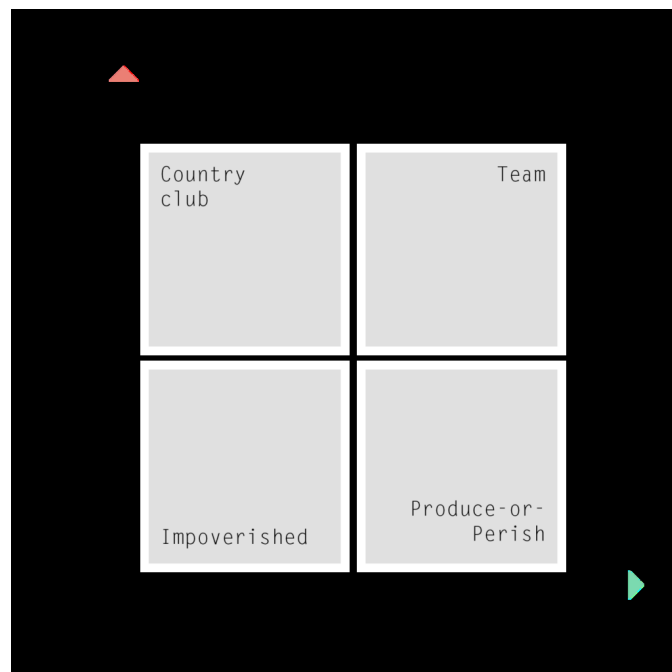 Country
club
Team
Impoverished
Produce-or-
Perish